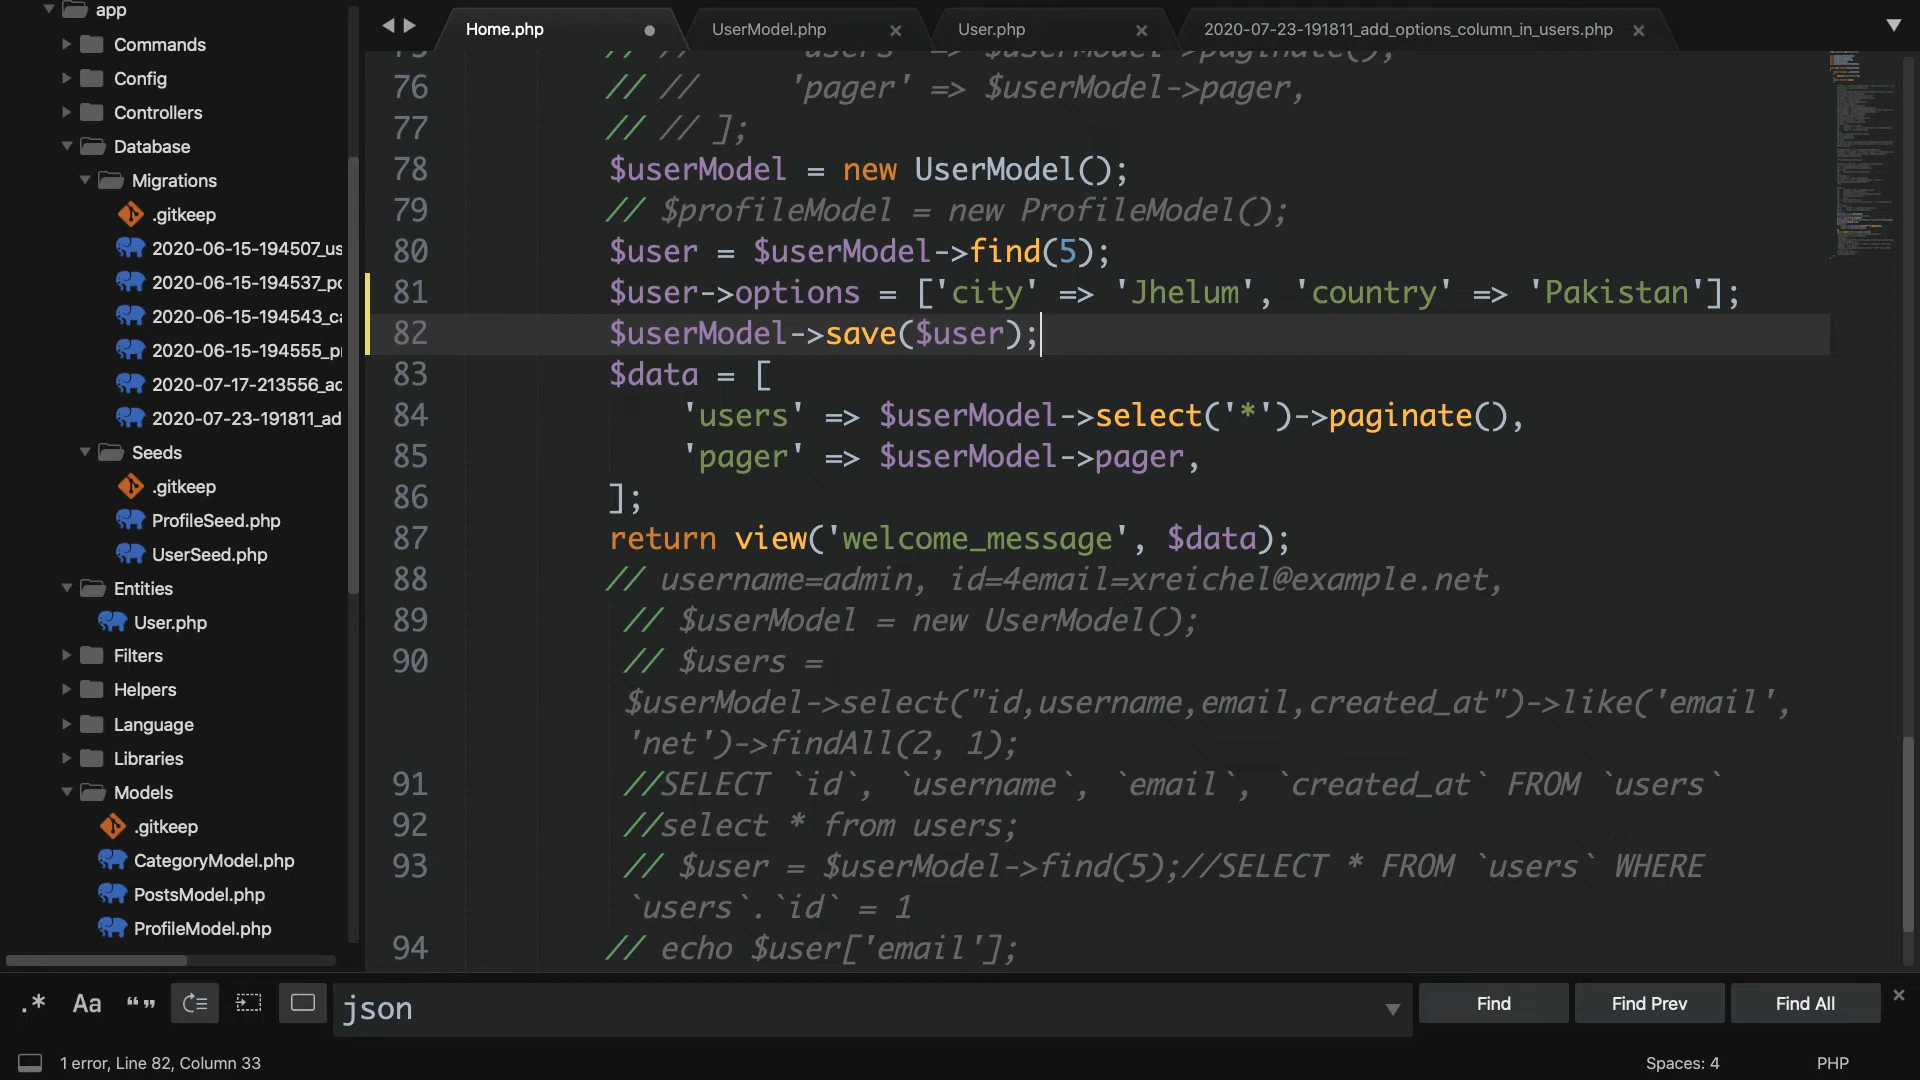 app
Commands
Config
Controllers
Database
Migrations
.gitkeep
2020-06-15-194507_us
2020-06-15-194537_po
2020-06-15-194543_ca
2020-06-15-194555_pr
2020-07-17-213556_ad
2020-07-23-191811_ad
Seeds
.gitkeep
ProfileSeed.php
UserSeed.php
Entities
User.php
Filters
Helpers
Language
Libraries
Models
.gitkeep
CategoryModel.php
PostsModel.php
ProfileModel.php
Home.php
UserModel.php
User.php
2020-07-23-191811_add_options_column_in_users.php
75 // // 'users' => $userModel->paginate(),
76 // // 'pager' => $userModel->pager,
77 // // ];
78 $userModel = new UserModel();
79 // $profileModel = new ProfileModel();
80 $user = $userModel->find(5);
81 $user->options = ['city' => 'Jhelum', 'country' => 'Pakistan'];
82 $userModel->save($user);
83 $data = [
84 'users' => $userModel->select('*')->paginate(),
85 'pager' => $userModel->pager,
86 ];
87 return view('welcome_message', $data);
88 // username=admin, id=4email=xreichel@example.net,
89 // $userModel = new UserModel();
90 // $users =
$userModel->select("id,username,email,created_at")->like('email',
'net')->findAll(2, 1);
91 //SELECT `id`, `username`, `email`, `created_at` FROM `users`
92 //select * from users;
93 // $user = $userModel->find(5);//SELECT * FROM `users` WHERE
`users`.`id` = 1
94 // echo $user['email'];
.* Aa “” json Find Find Prev Find All
1 error, Line 82, Column 33 Spaces: 4 PHP